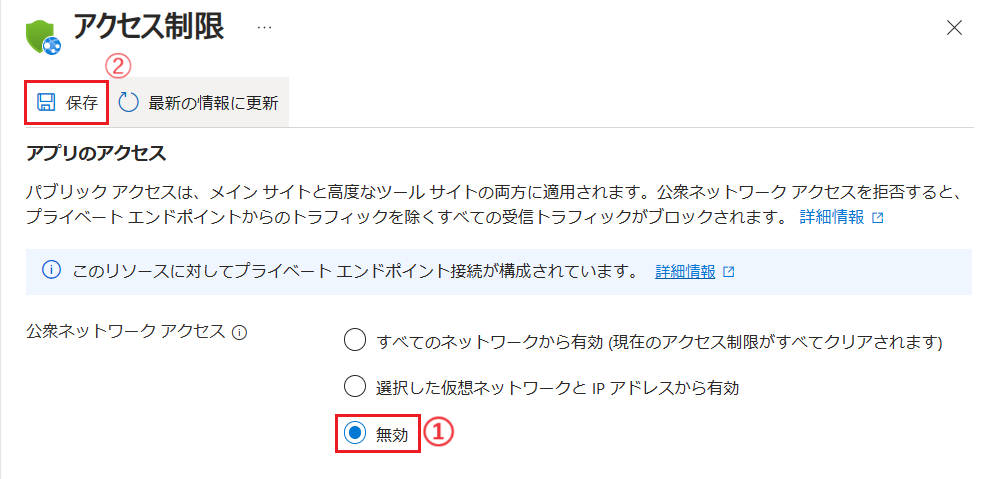 アクセス制限 …
②
保存 最新の情報に更新
アプリのアクセス
パブリック アクセスは、メイン サイトと高度なツール サイトの両方に適用されます。公衆ネットワーク アクセスを拒否すると、
プライベート エンドポイントからのトラフィックを除くすべての受信トラフィックがブロックされます。 詳細情報
このリソースに対してプライベート エンドポイント接続が構成されています。 詳細情報
公衆ネットワーク アクセス
すべてのネットワークから有効 (現在のアクセス制限がすべてクリアされます)
選択した仮想ネットワークと IP アドレスから有効
無効 ①